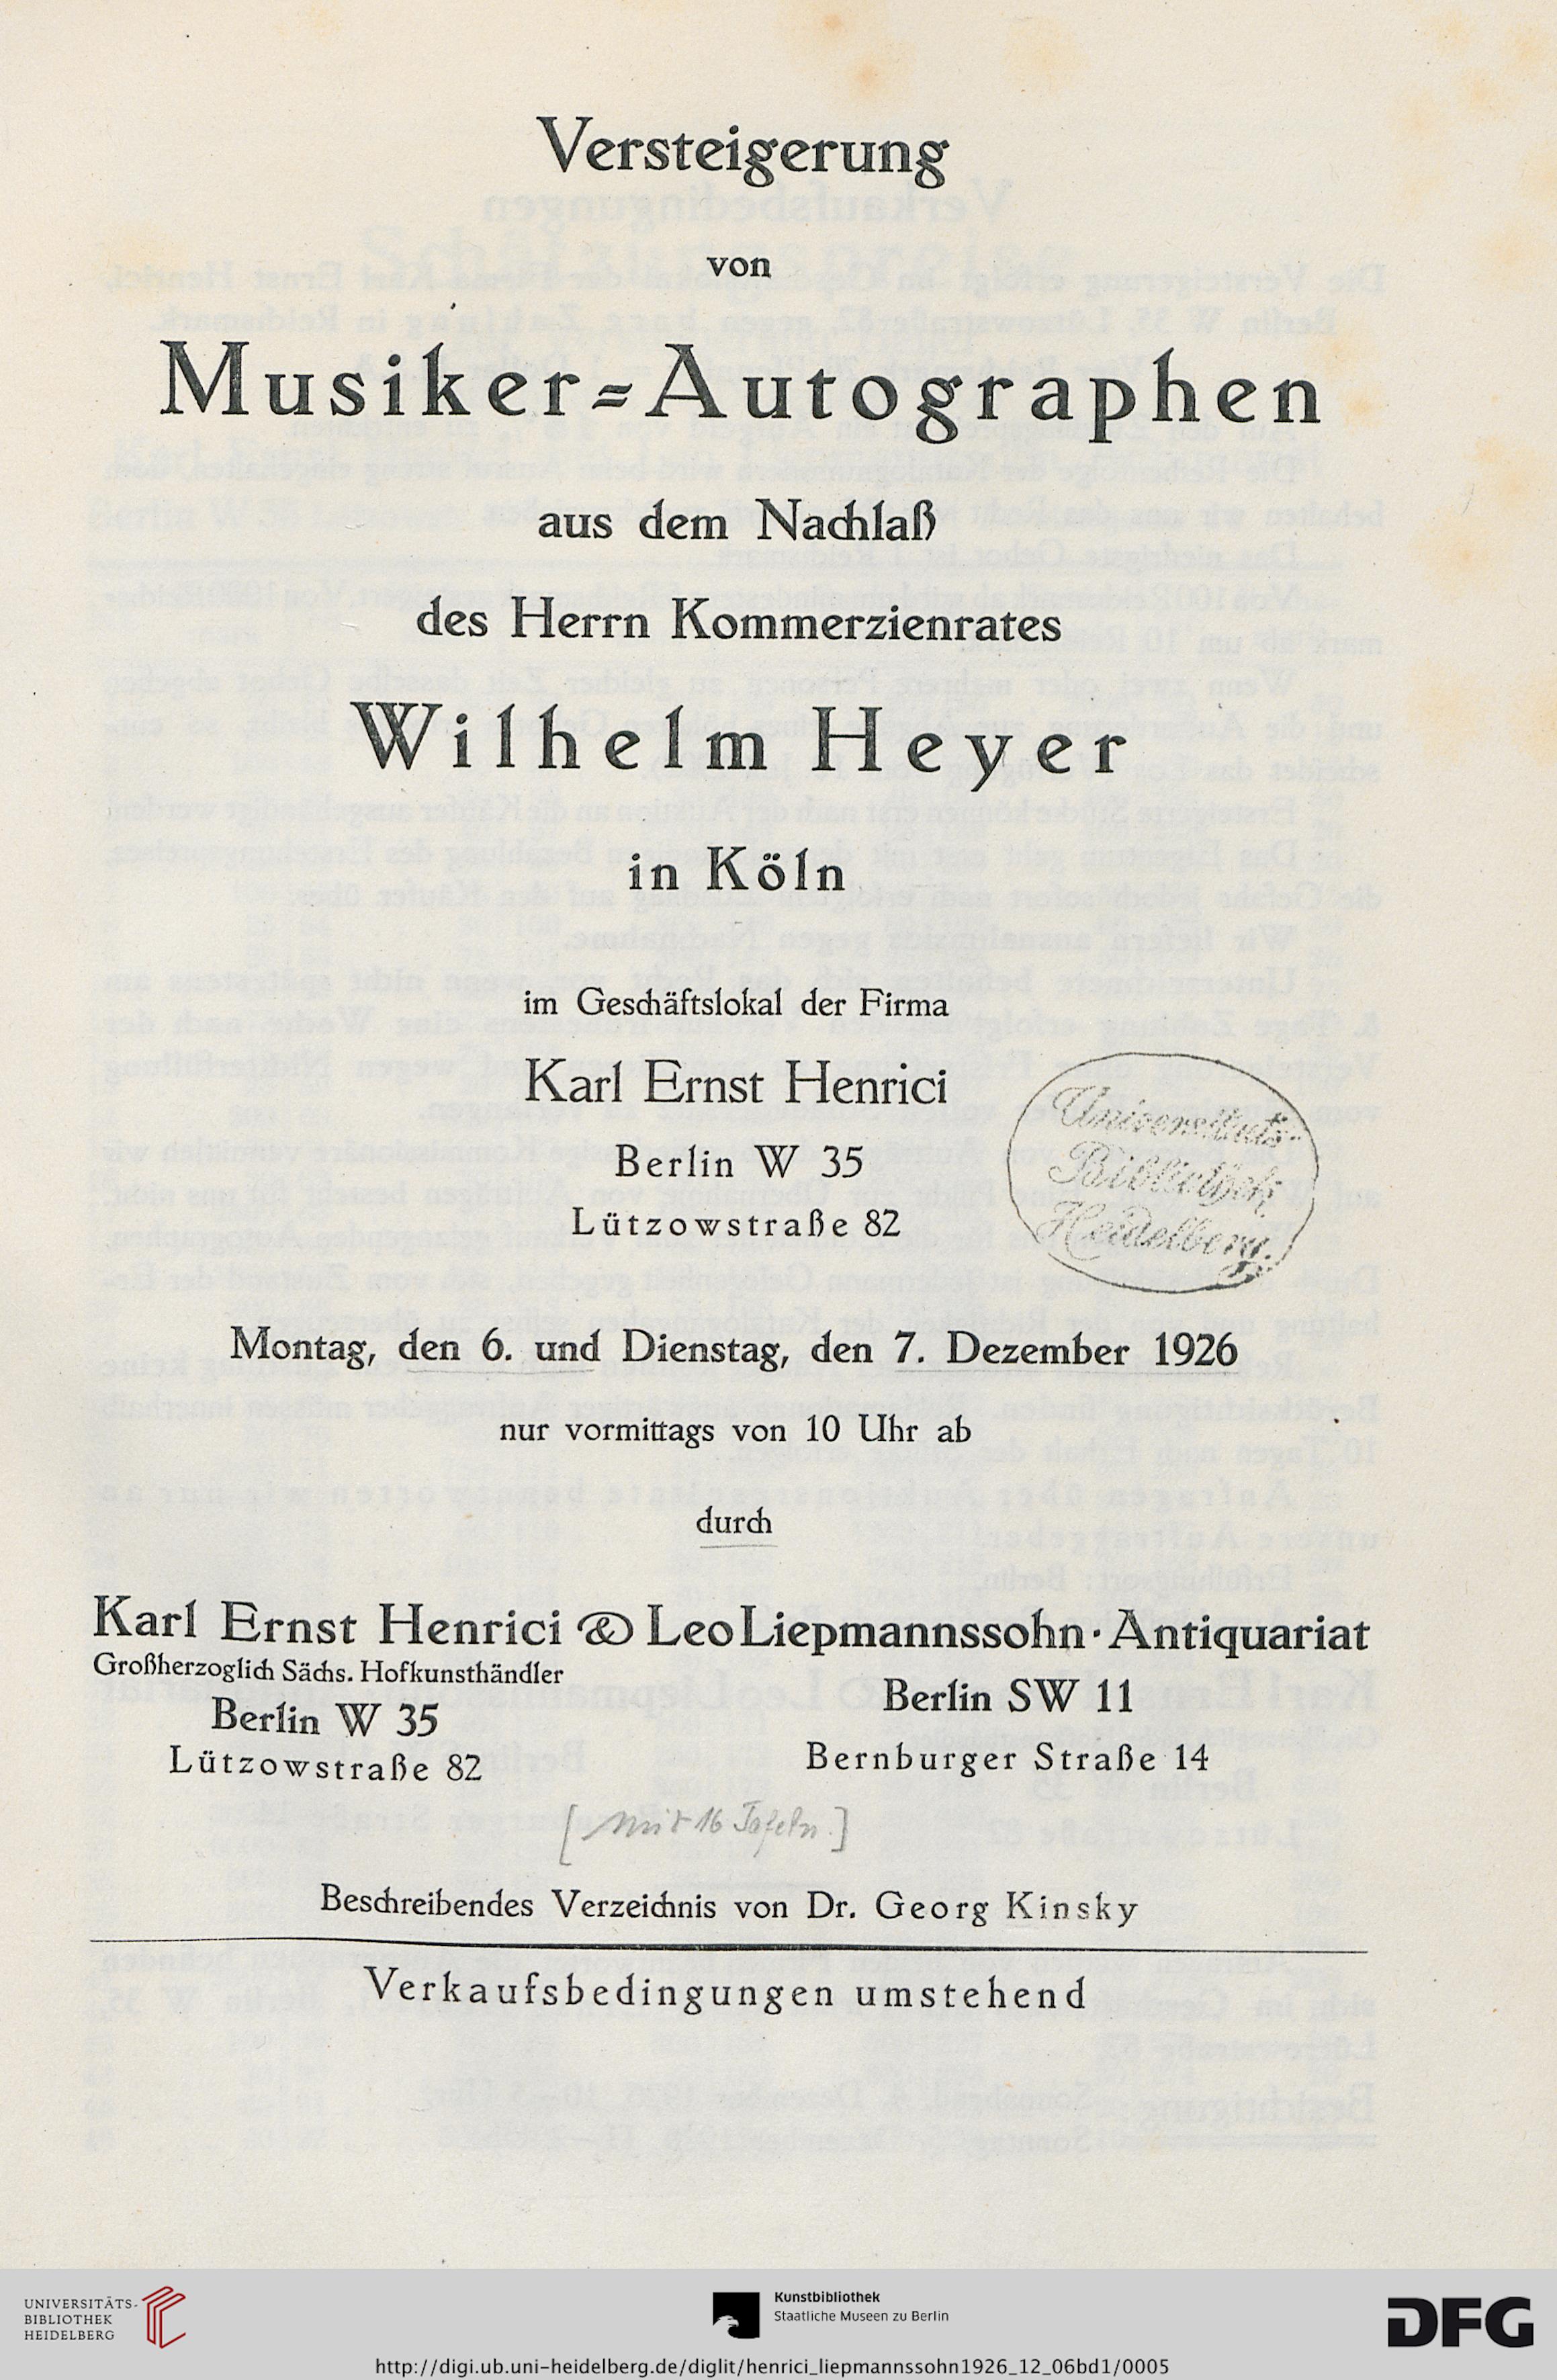 Versteigerung
von
Musiker=Autographen
aus dem Nachlaß
des Herrn Kommerzienrates
Wilhelm Heyer
in Köln
im Geschäftslokal der Firma
Karl Ernst Henrici
Berlin W 35
Lützowstraße 82
Universitäts-
Bibliothek
Heidelberg.
Montag, den 6. und Dienstag, den 7. Dezember 1926
nur vormittags von 10 Uhr ab
durch
Karl Ernst Henrici & Leo Liepmannssohn · Antiquariat
Großherzoglich Sächs. Hofkunsthändler
Berlin W 35
Lützowstraße 82
Berlin SW 11
Bernburger Straße 14
[mit 16 Tafeln.]
Beschreibendes Verzeichnis von Dr. Georg Kinsky
Verkaufsbedingungen umstehend
UNIVERSITÄTS-
BIBLIOTHEK
HEIDELBERG
Kunstbibliothek
Staatliche Museen zu Berlin
DFG
http://digi.ub.uni-heidelberg.de/diglit/henrici_liepmannssohn1926_12_06bd1/0005